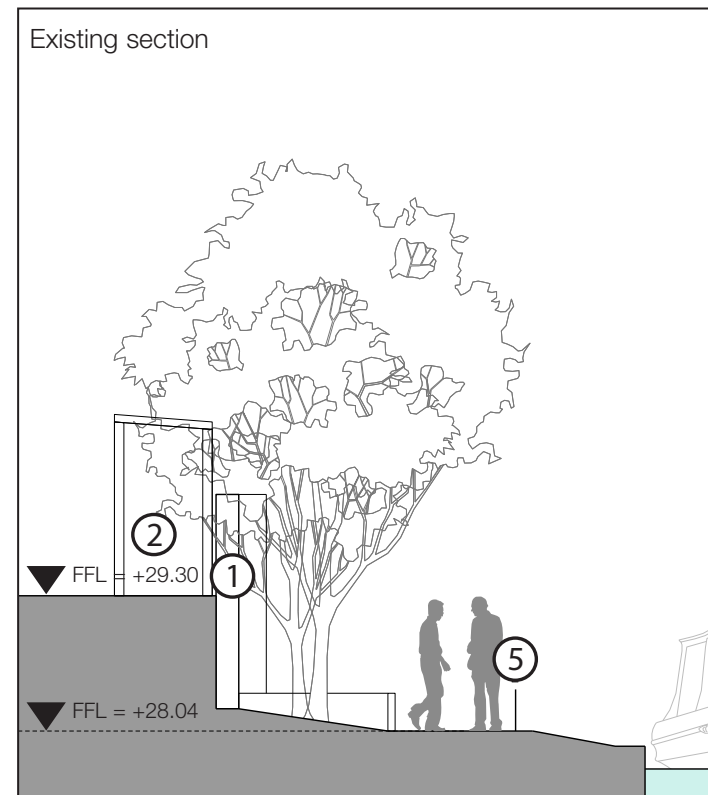 Existing section
2
FFL = +29.30
1
5
FFL = +28.04